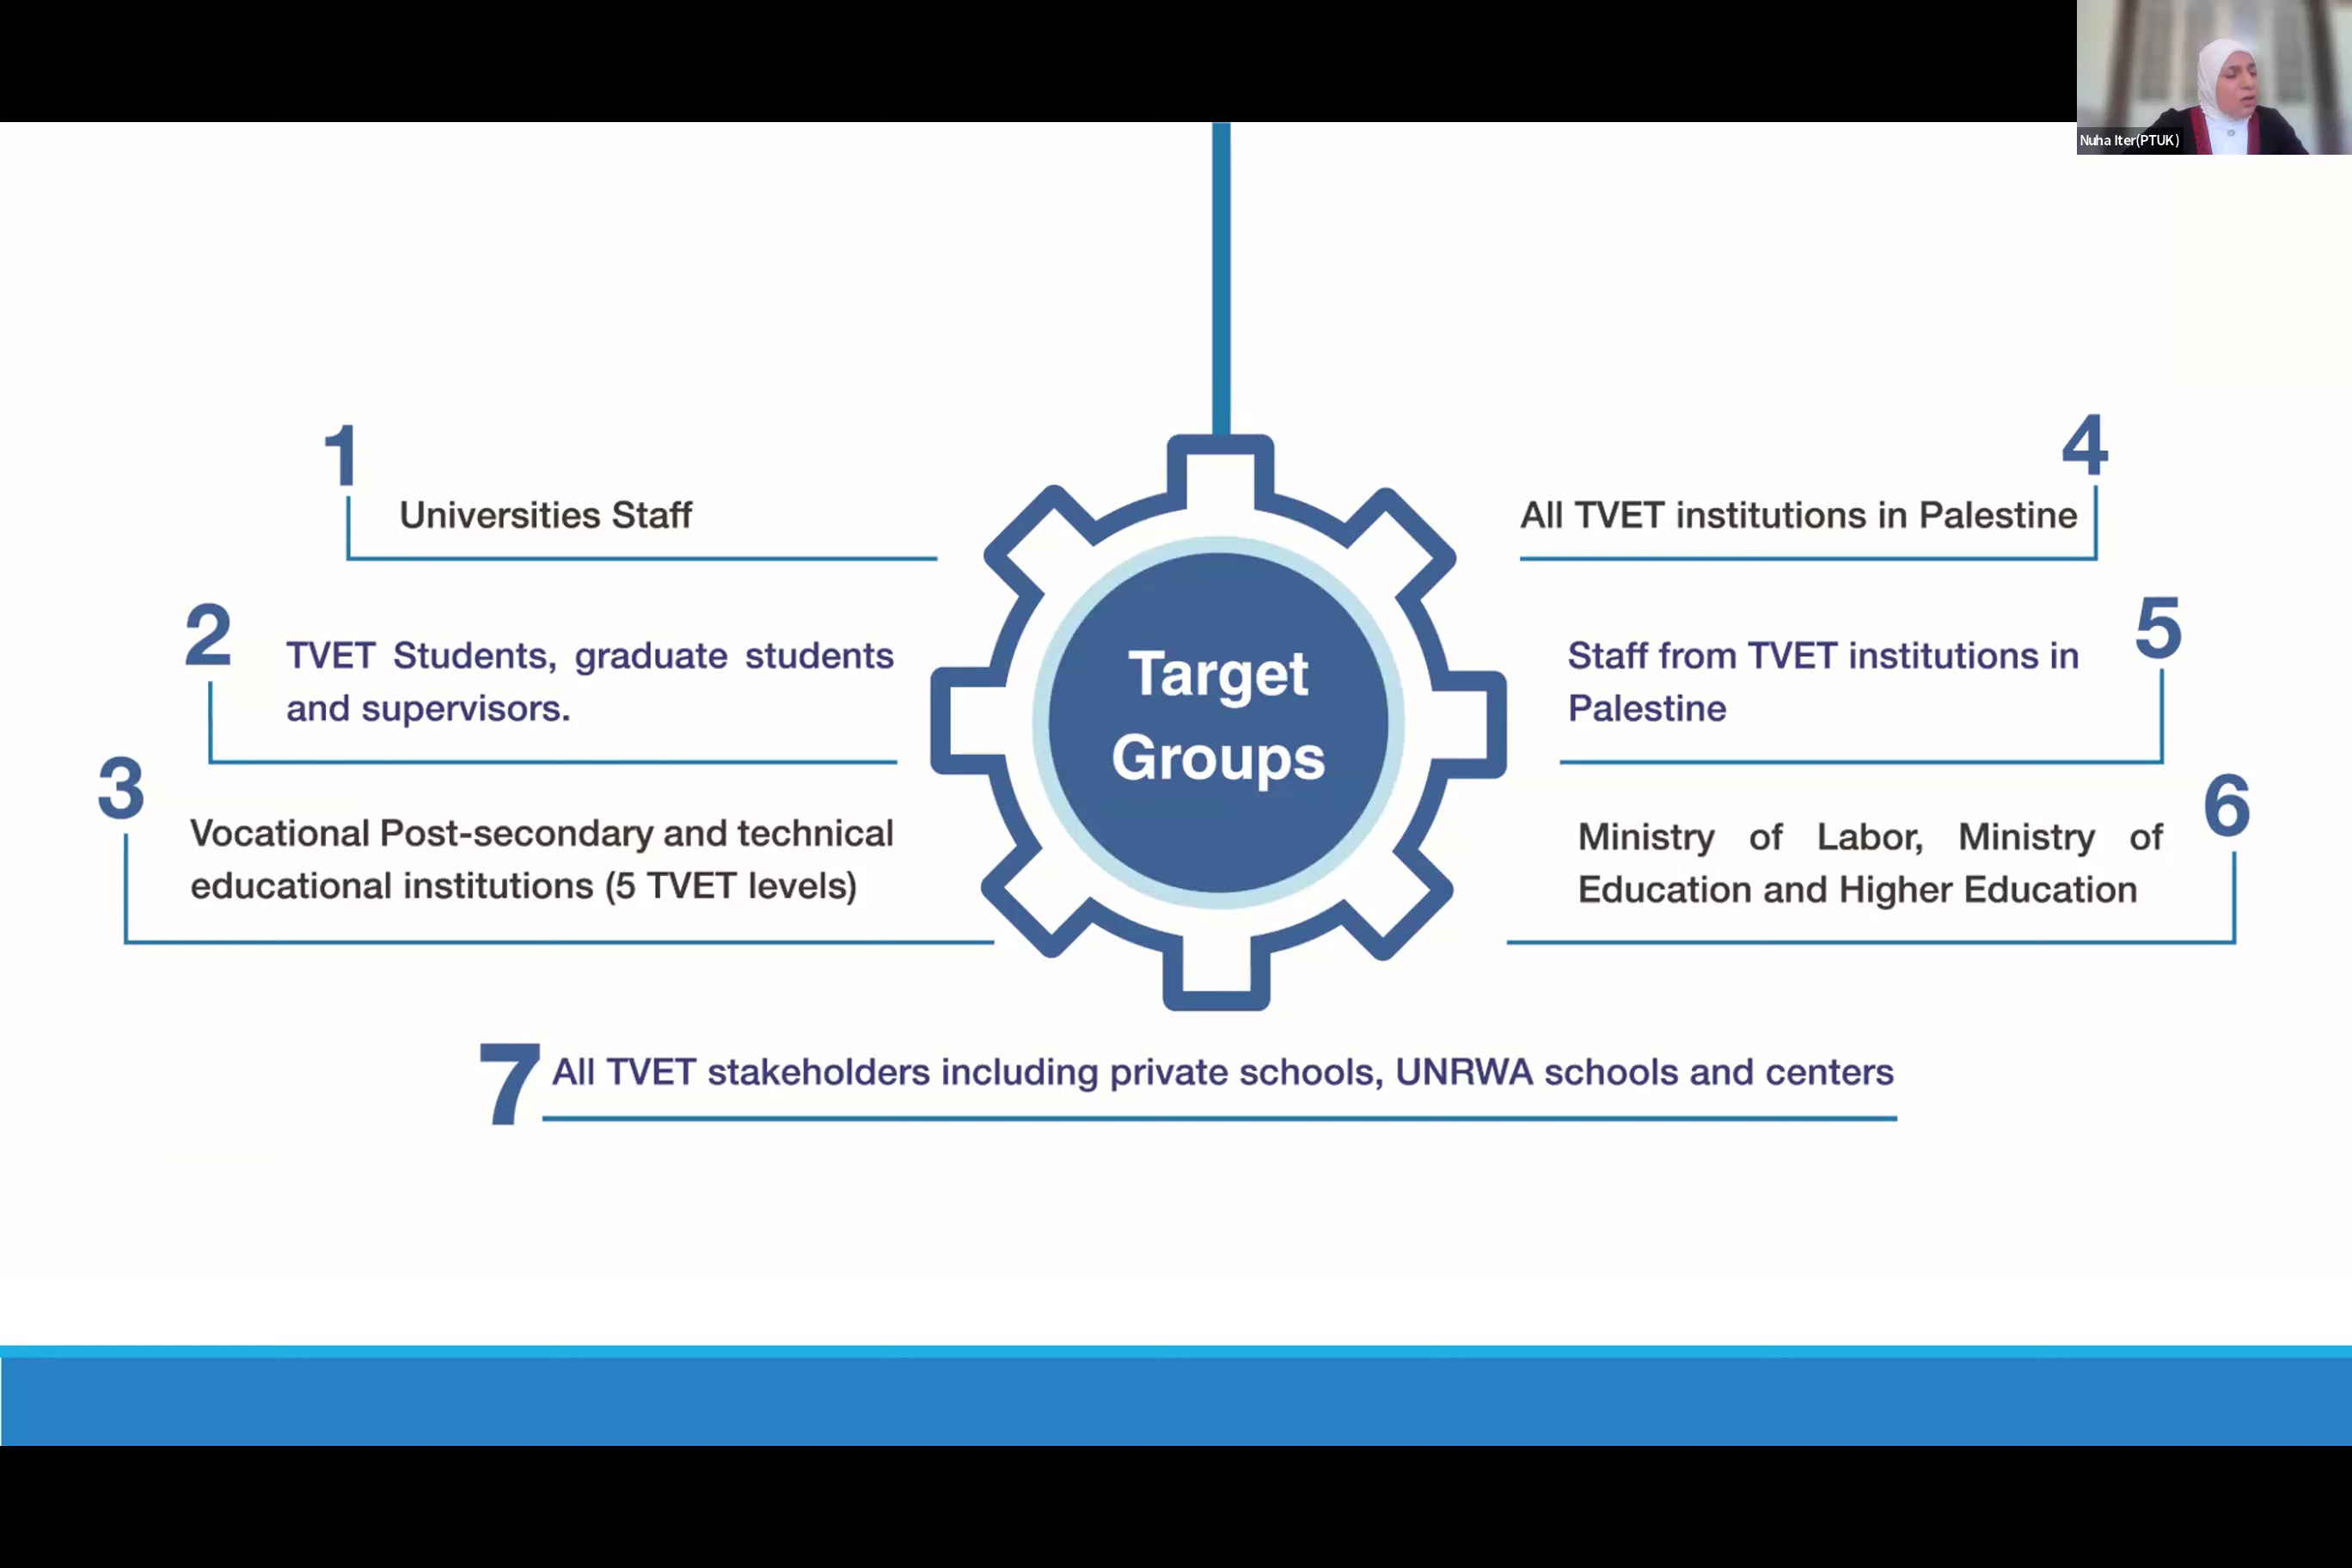 Nuha Iter(PTUK)
1
Universities Staff
2
TVET Students, graduate students
and supervisors.
3
Vocational Post-secondary and technical
educational institutions (5 TVET levels)
Target
Groups
4
All TVET institutions in Palestine
5
Staff from TVET institutions in
Palestine
6
Ministry of Labor, Ministry of
Education and Higher Education
7
All TVET stakeholders including private schools, UNRWA schools and centers